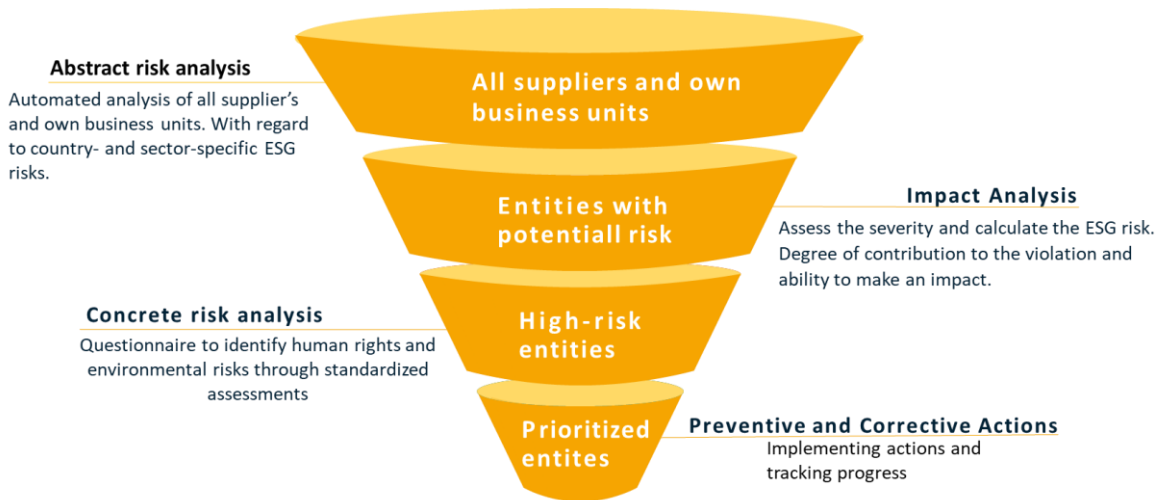 Abstract risk analysis
Automated analysis of all supplier's
and own business units. With regard
to country- and sector-specific ESG
risks.
All suppliers and own
business units
Entities with
potentiall risk
Impact Analysis
Assess the severity and calculate the ESG risk.
Degree of contribution to the violation and
ability to make an impact.
Concrete risk analysis
Questionnaire to identify human rights and
environmental risks through standardized
assessments
High-risk
entities
Prioritized
entites
Preventive and Corrective Actions
Implementing actions and
tracking progress